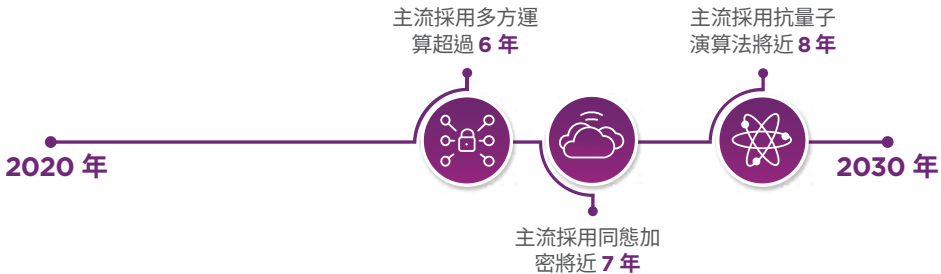 主流採用多方運
算超過 6 年
主流採用抗量子
演算法將近 8 年
2020 年
2030 年
主流採用同態加
密將近 7 年